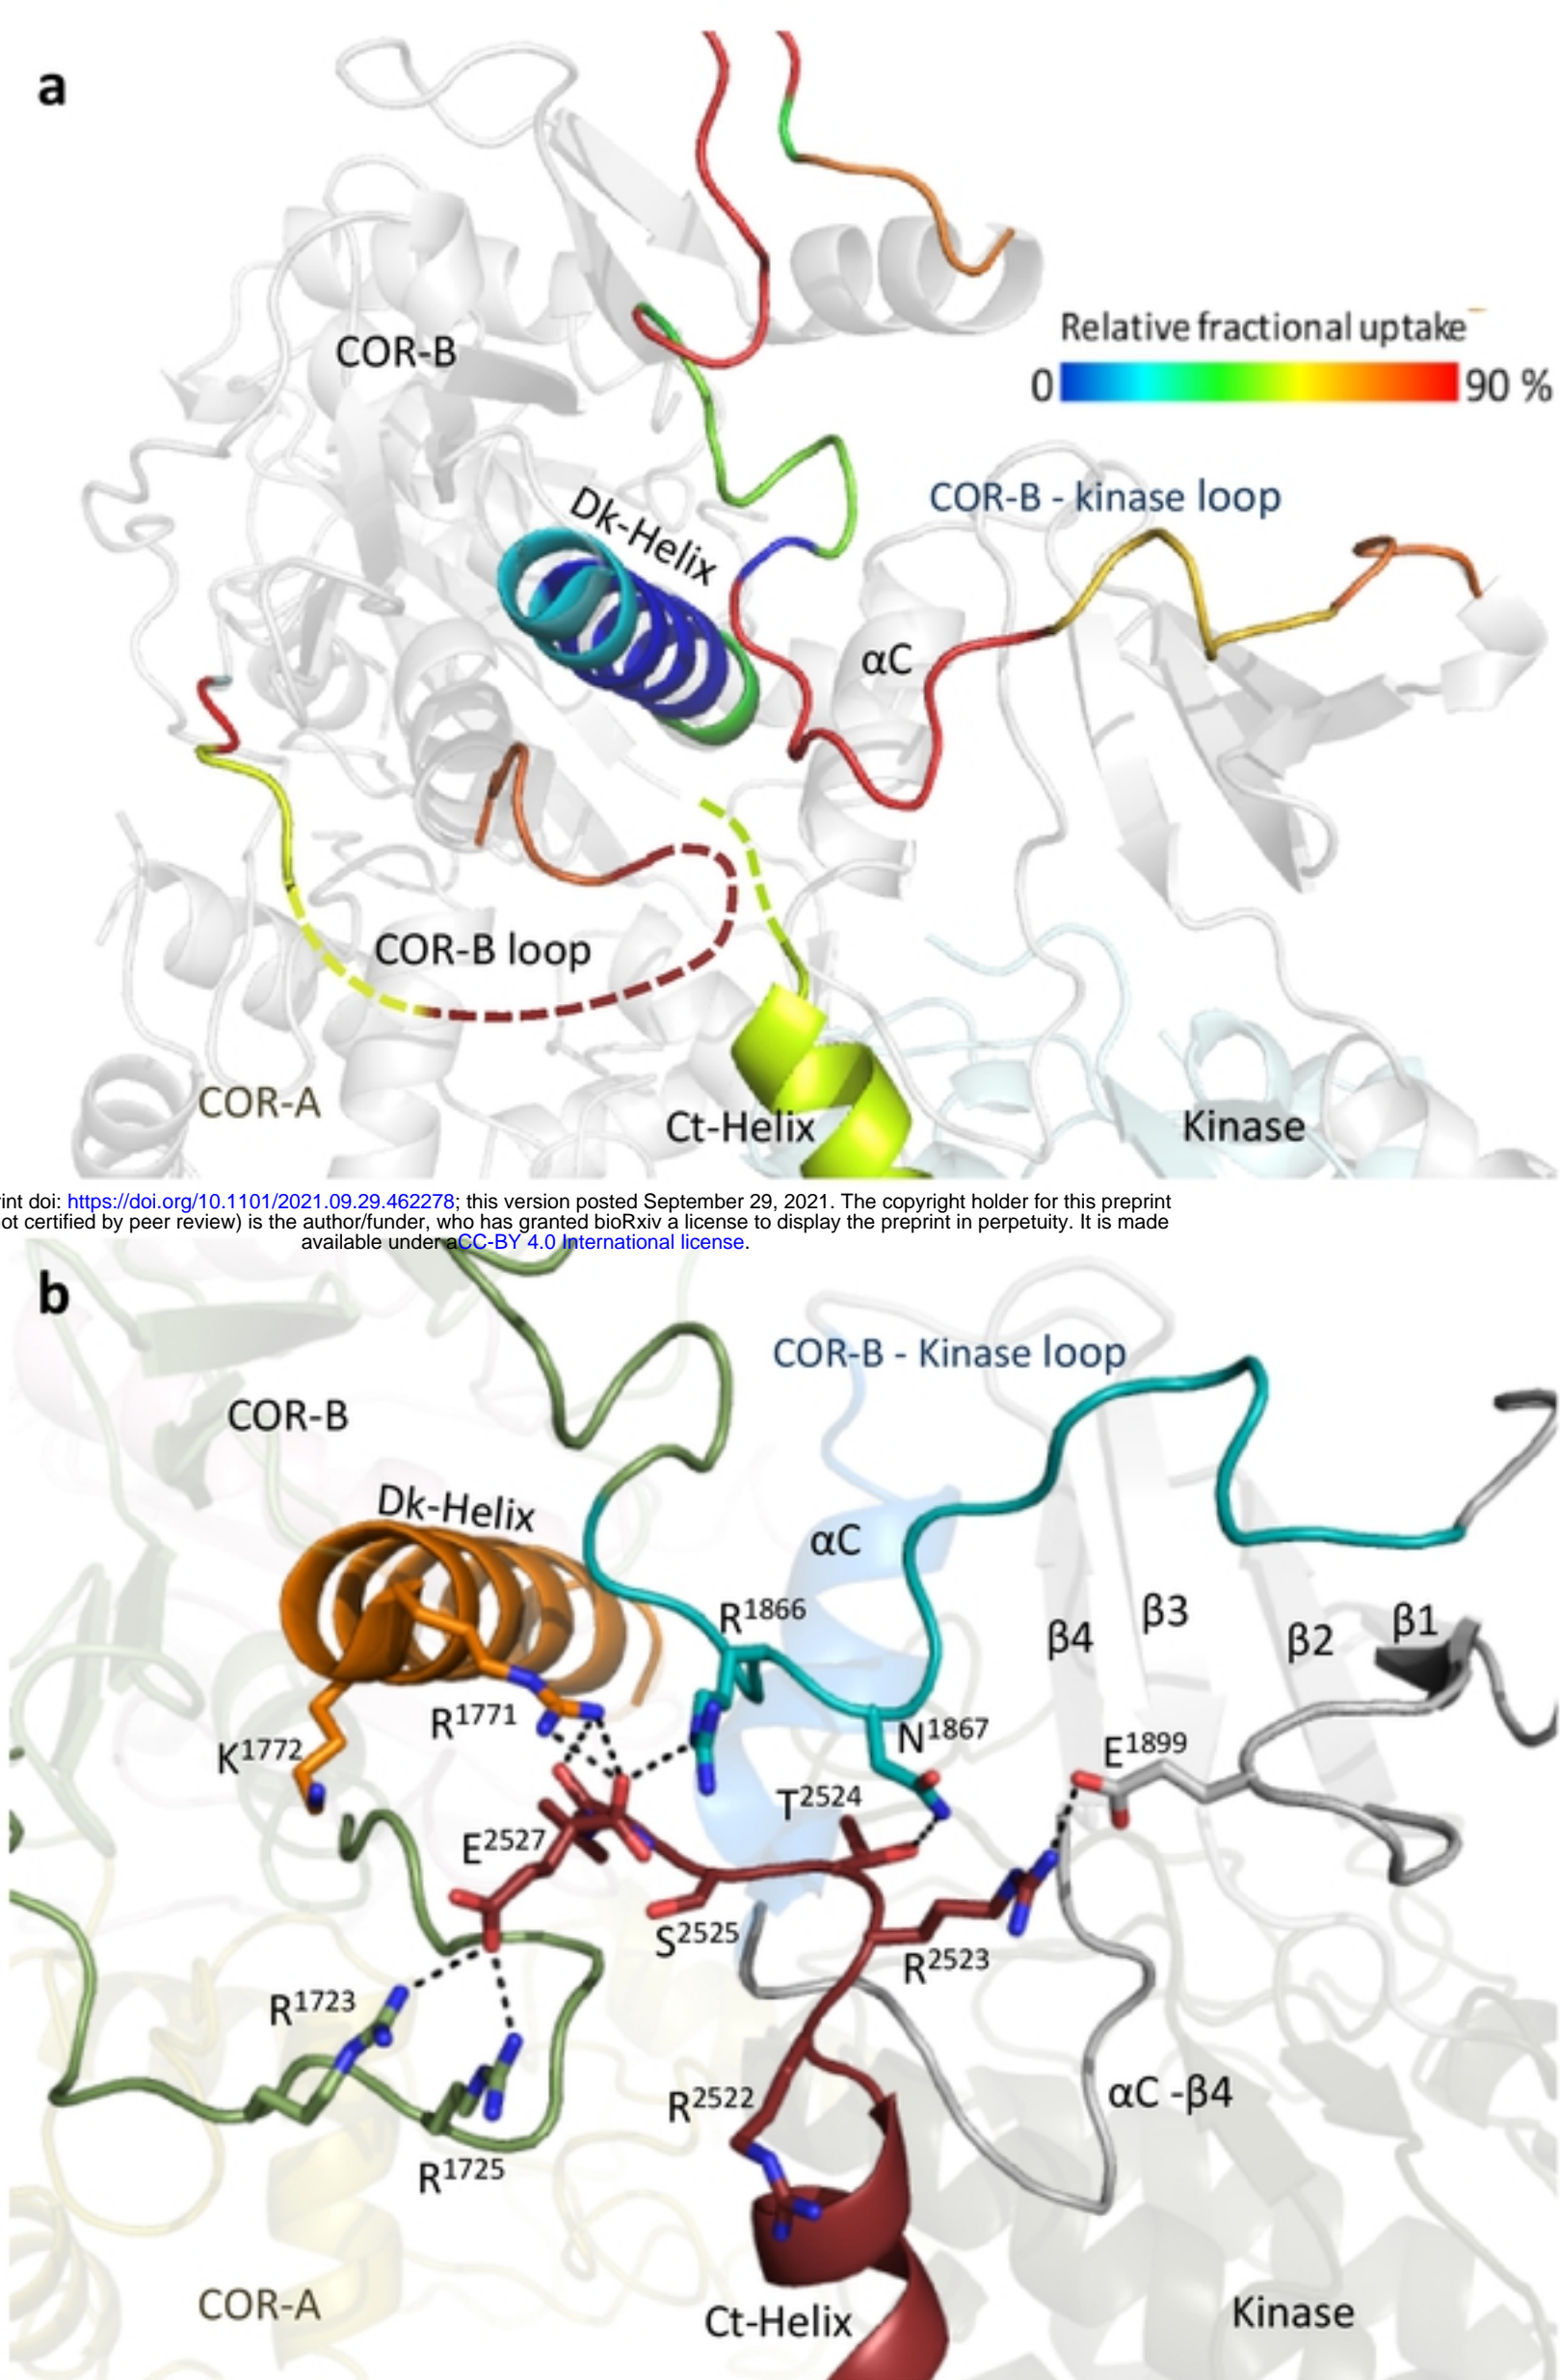 a
COR-B
Relative fractional uptake
0 90 %
COR-B - kinase loop
Dk-Helix
αC
COR-B loop
COR-A
Ct-Helix
Kinase
int doi: https://doi.org/10.1101/2021.09.29.462278; this version posted September 29, 2021. The copyright holder for this preprint
ot certified by peer review) is the author/funder, who has granted bioRxiv a license to display the preprint in perpetuity. It is made
available under aCC-BY 4.0 International license.
b
COR-B - Kinase loop
COR-B
Dk-Helix
αC
R1866
β3
β4
β2
β1
R1771
N1867
K1772
E1899
T2524
E2527
S2525
R2523
R1723
R2522
αC -β4
R1725
COR-A
Ct-Helix
Kinase